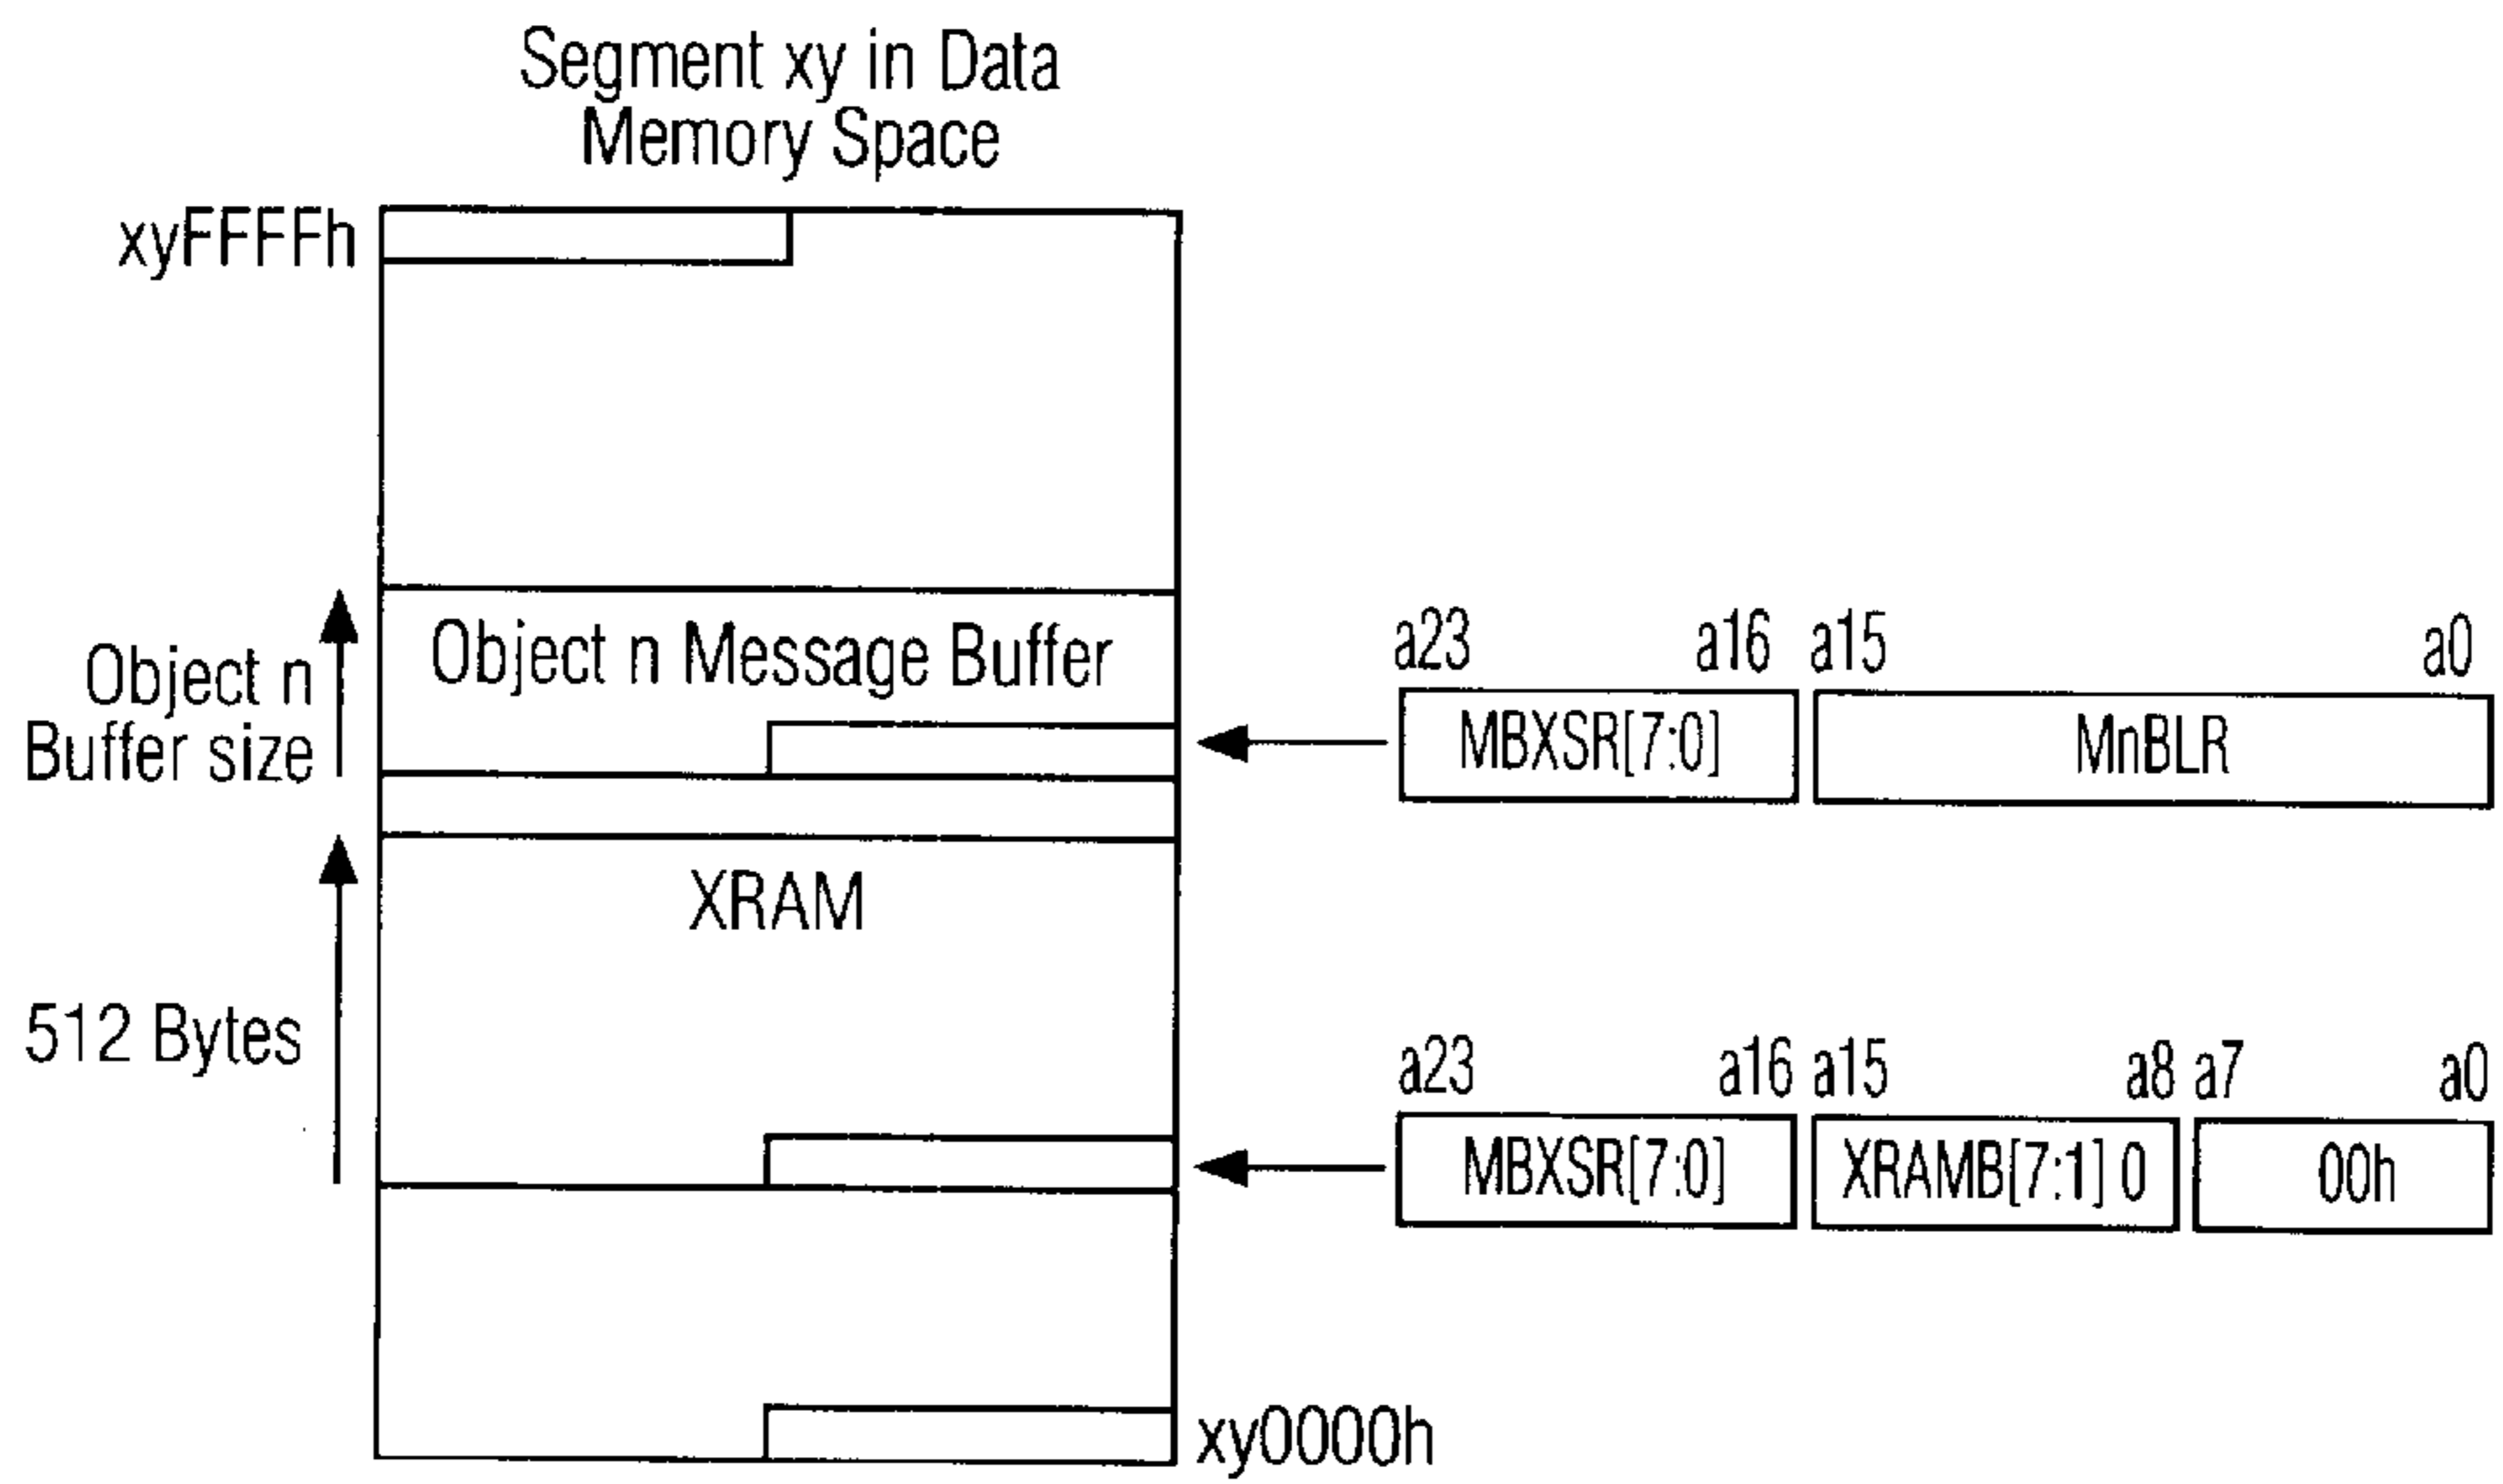 Segment xy in Data
Memory Space
xyFFFFh
Object n
Buffer size
Object n Message Buffer
a23 a16 a15 a0
MBXSR[7:0] MnBLR
XRAM
512 Bytes
a23 a16 a15 a8 a7 a0
MBXSR[7:0] XRAMB[7:1] 0 00h
xy0000h